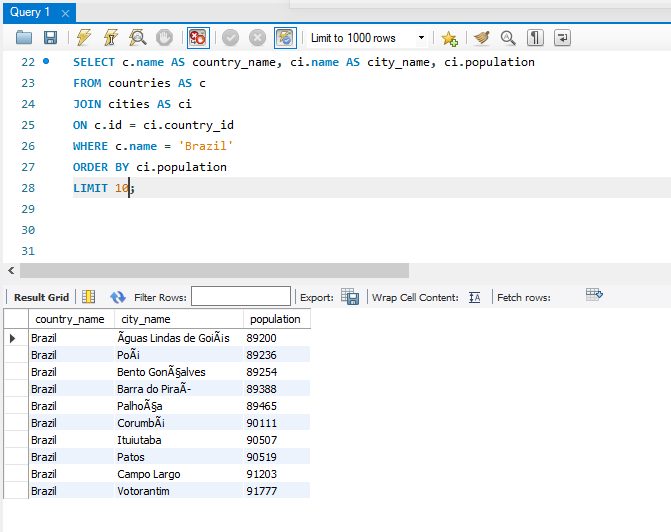 Query 1
Limit to 1000 rows
22 SELECT c.name AS country_name, ci.name AS city_name, ci.population
23 FROM countries AS c
24 JOIN cities AS ci
25 ON c.id = ci.country_id
26 WHERE c.name = 'Brazil'
27 ORDER BY ci.population
28 LIMIT 10;
29
30
31
Result Grid Filter Rows: Export: Wrap Cell Content: IA Fetch rows:
country_name city_name population
Brazil Ãguas Lindas de GoiÃ¡s 89200
Brazil PoÃ¡ 89236
Brazil Bento GonÃ§alves 89254
Brazil Barra do PiraÃ- 89388
Brazil PalhoÃ§a 89465
Brazil CorumbÃ¡ 90111
Brazil Ituiutaba 90507
Brazil Patos 90519
Brazil Campo Largo 91203
Brazil Votorantim 91777